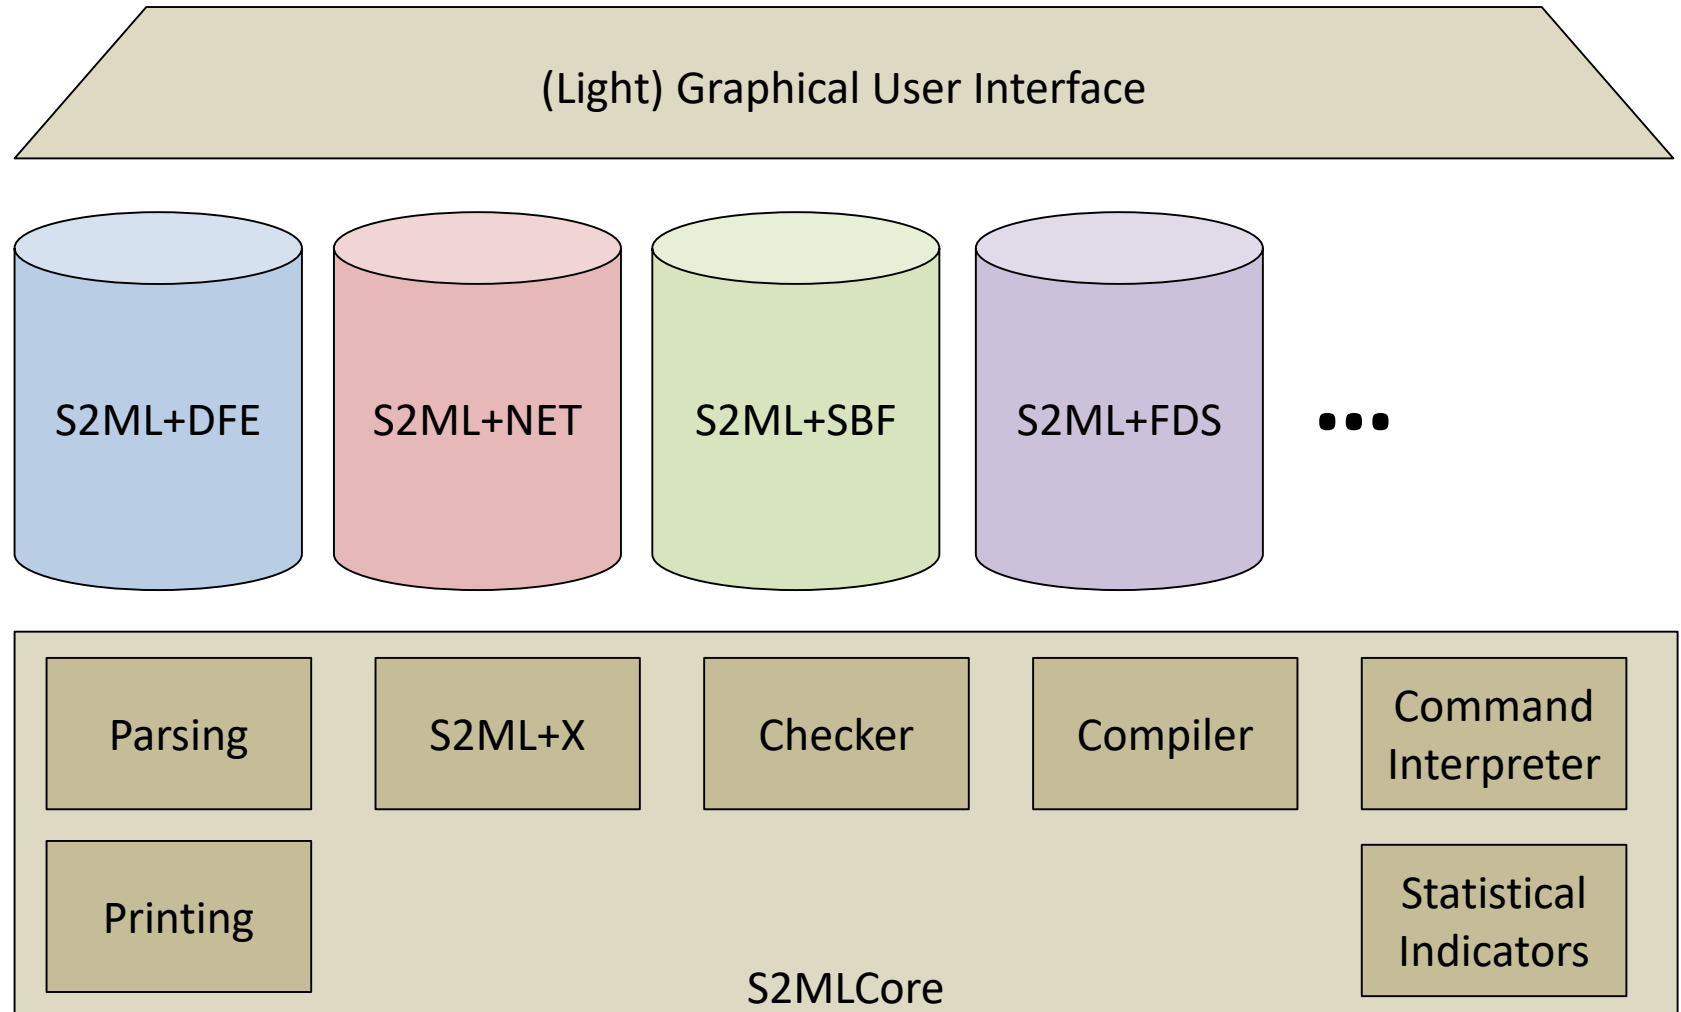 (Light) Graphical User Interface
S2ML+DFE
S2ML+NET
S2ML+SBF
S2ML+FDS
...
Parsing
S2ML+X
Checker
Compiler
Command
Interpreter
Printing
Statistical
Indicators
S2MLCore